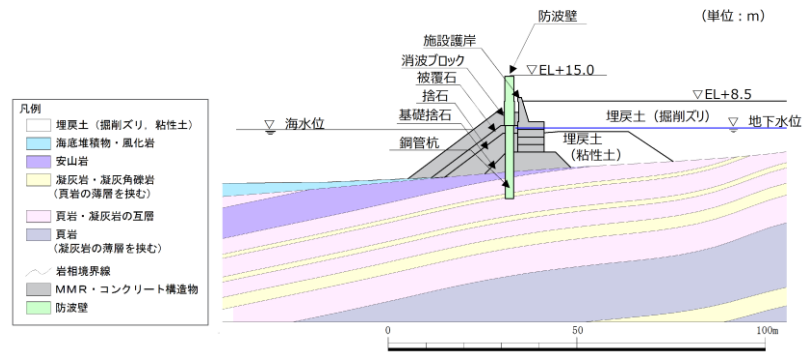 防波壁
（単位：m）
施設護岸
消波ブロック
被覆石
捨石
基礎捨石
鋼管杭
▽EL+15.0
▽EL+8.5
埋戻土（掘削ズリ）
▽ 地下水位
▽ 海水位
埋戻土
（粘性土）
凡例
埋戻土（掘削ズリ，粘性土）
海底堆積物・風化岩
安山岩
凝灰岩・凝灰角礫岩
（頁岩の薄層を挟む）
頁岩・凝灰岩の互層
頁岩
（凝灰岩の薄層を挟む）
岩相境界線
MMR・コンクリート構造物
防波壁
0
50
100m